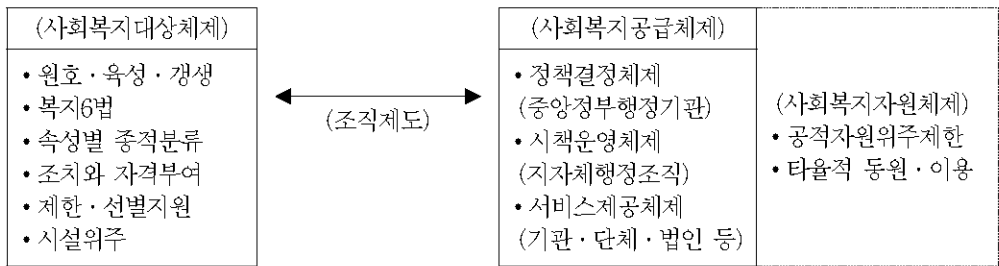 (사회복지대상체제)
• 원호·육성·갱생
• 복지6법
• 속성별 종적분류
• 조치와 자격부여
• 제한·선별지원
• 시설위주
(조직제도)
(사회복지공급체제)
• 정책결정체제
(중앙정부행정기관)
• 시책운영체제
(지자체행정조직)
• 서비스제공체제
(기관·단체·법인 등)
(사회복지자원체제)
• 공적자원위주제한
• 타율적 동원·이용